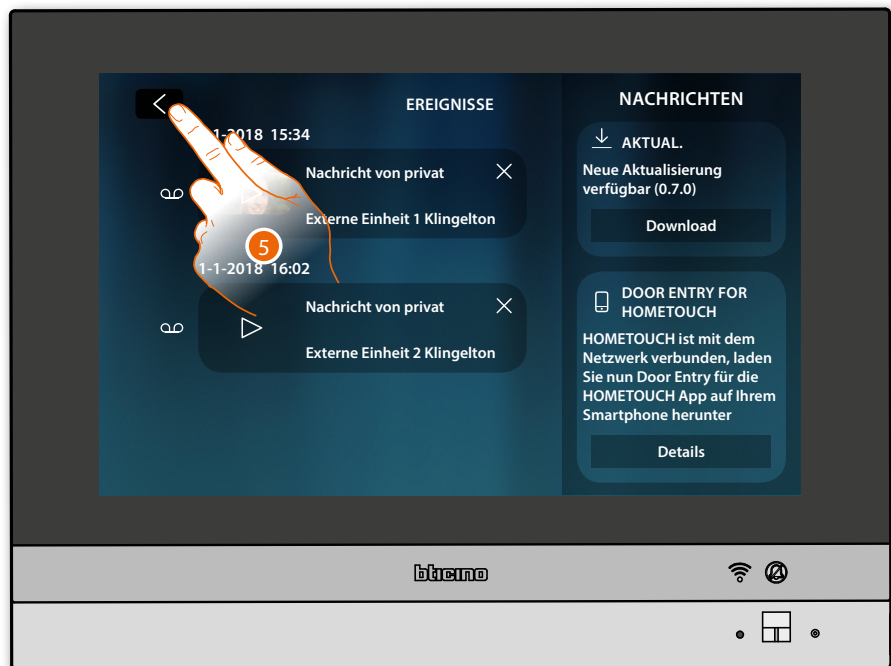 EREIGNISSE
1-2018 15:34
Nachricht von privat
Externe Einheit 1 Klingelton
5
1-1-2018 16:02
Nachricht von privat
Externe Einheit 2 Klingelton
NACHRICHTEN
AKTUAL.
Neue Aktualisierung
verfügbar (0.7.0)
Download
DOOR ENTRY FOR
HOMETOUCH
HOMETOUCH ist mit dem
Netzwerk verbunden, laden
Sie nun Door Entry für die
HOMETOUCH App auf Ihrem
Smartphone herunter
Details
bticino